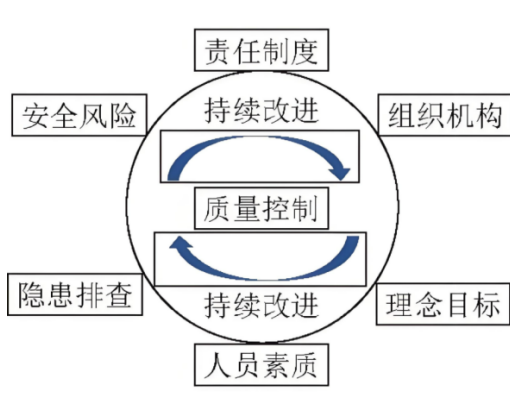 责任制度
安全风险
持续改进
组织机构
质量控制
隐患排查
持续改进
理念目标
人员素质